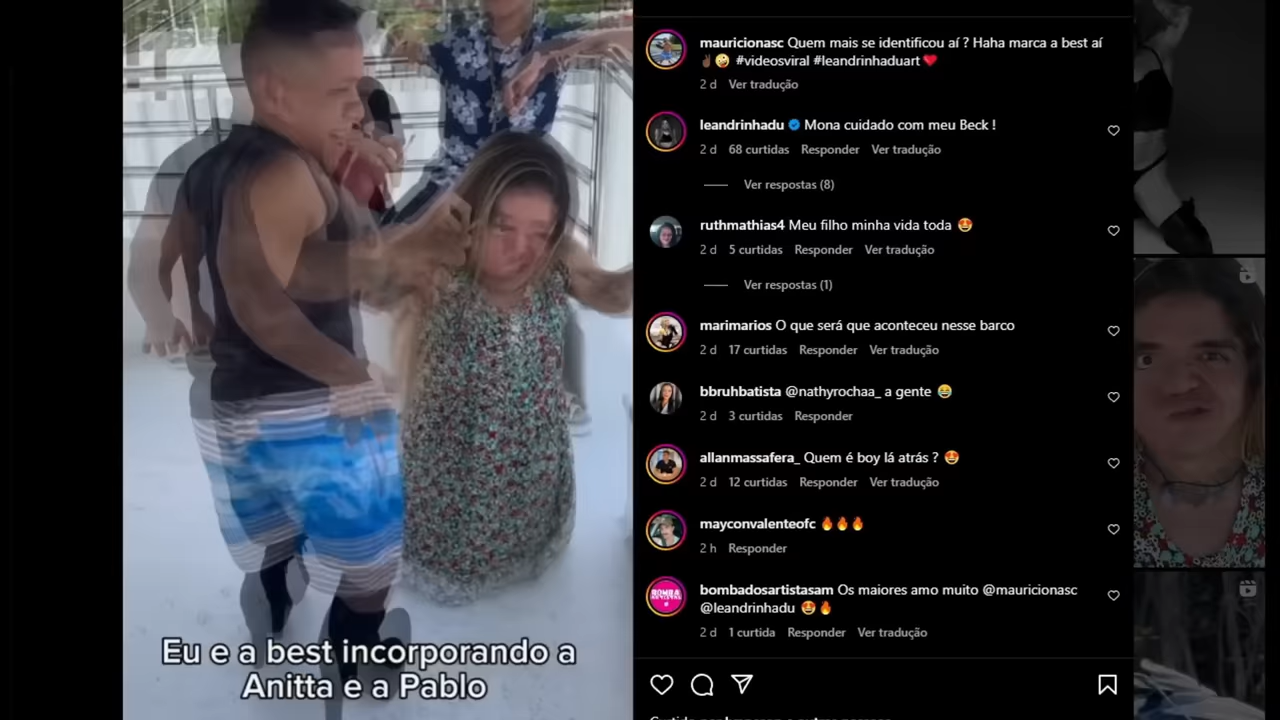 mauricionasc Quem mais se identificou aí ? Haha marca a best aí
✌🏾🤪 #videosviral #leandrinhaduart❤️
2 d Ver tradução
leandrinhadu Mona cuidado com meu Beck !
2 d 68 curtidas Responder Ver tradução
Ver respostas (8)
ruthmathias4 Meu filho minha vida toda 🤩
2 d 5 curtidas Responder Ver tradução
Ver respostas (1)
marimarios O que será que aconteceu nesse barco
2 d 17 curtidas Responder Ver tradução
bbruhbatista @nathyrochaa_ a gente 😂
2 d 3 curtidas Responder
allanmassafera_ Quem é boy lá atrás ? 😍
2 d 12 curtidas Responder Ver tradução
mayconvalenteofc 🔥🔥🔥
2 h Responder
BOMBA
bombadosartistasam Os maiores amo muito @mauricionasc
@leandrinhadu 😍🔥
2 d 1 curtida Responder Ver tradução
Eu e a best incorporando a
Anitta e a Pablo